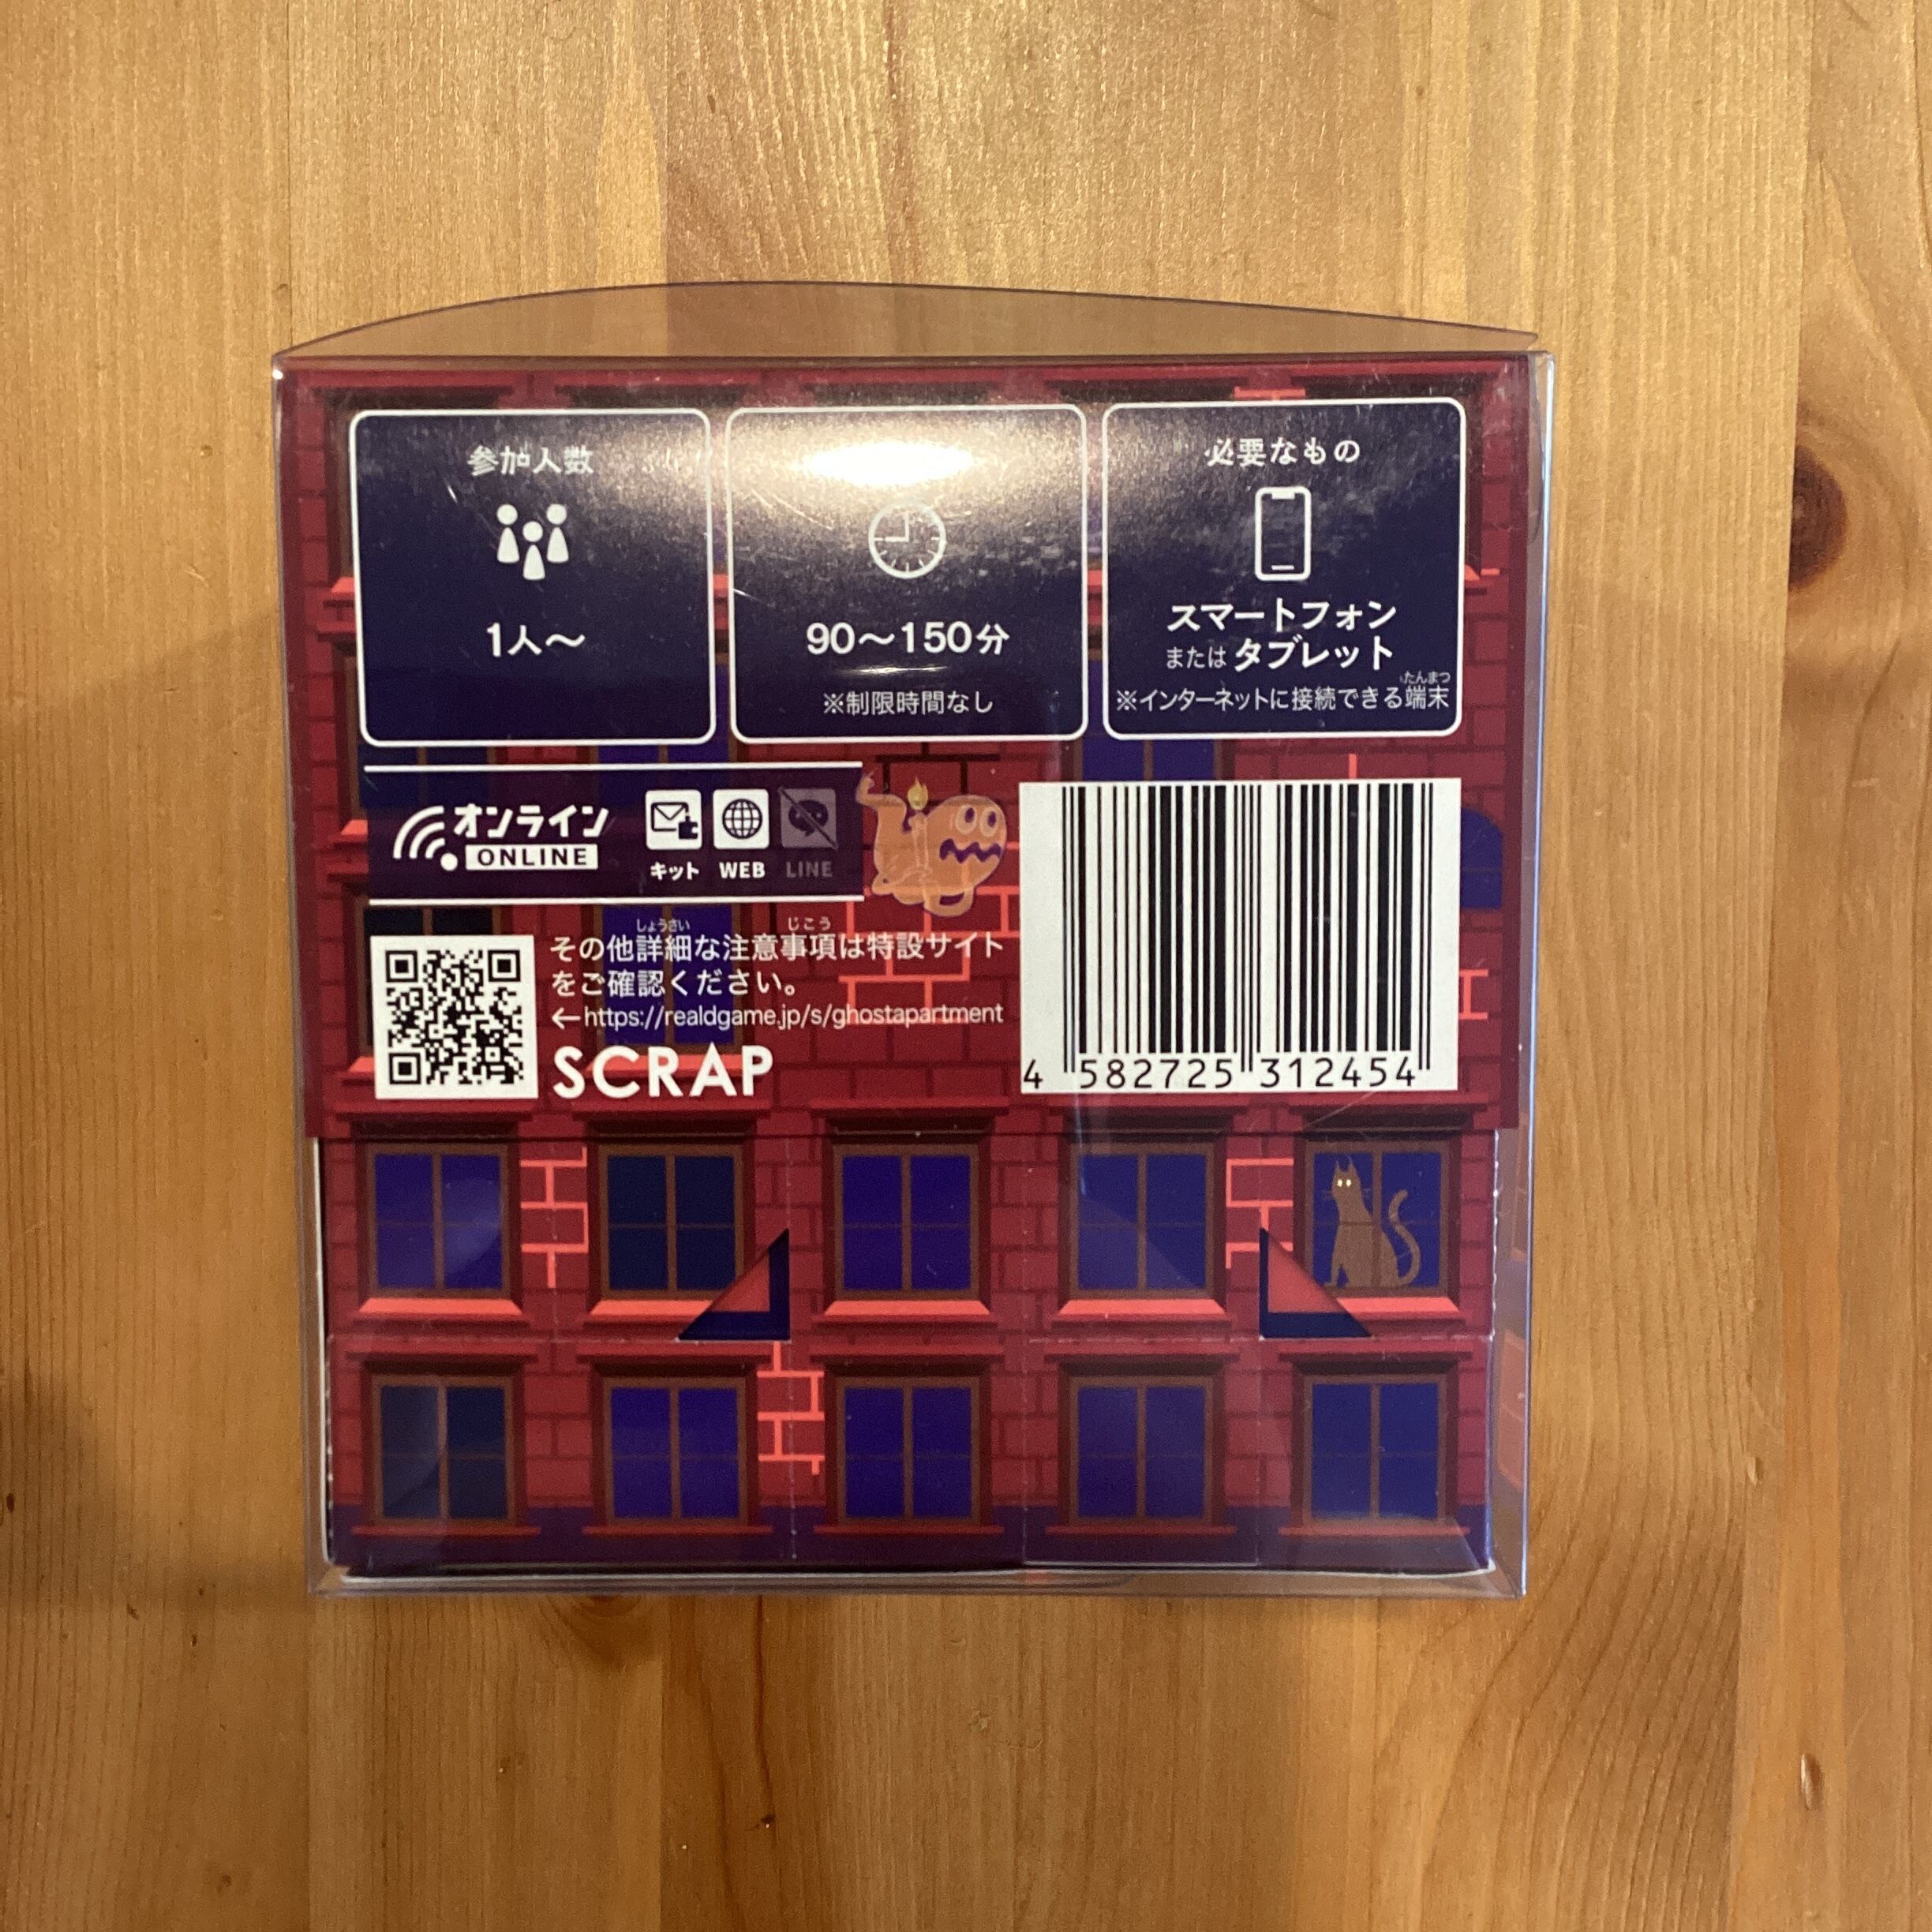 参加人数
1人〜
90〜150分
※制限時間なし
必要なもの
スマートフォン
または タブレット
たんまつ
※インターネットに接続できる端末
オンライン
ONLINE
キット WEB LINE
しょうさい じこう
その他詳細な注意事項は特設サイト
をご確認ください。
←https://realdgame.jp/s/ghostapartment
SCRAP
4 582725 312454